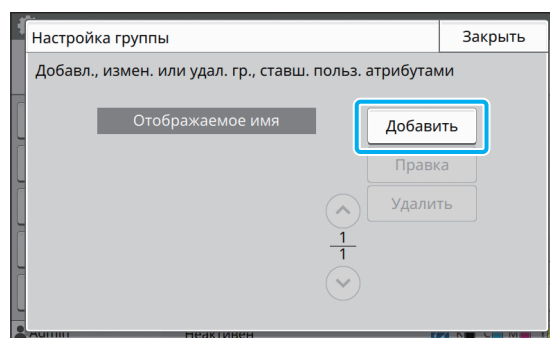 Настройка группы
Закрыть
Добавл., измен. или удал. гр., ставш. польз. атрибутами
Отображаемое имя
Добавить
Правка
Удалить
1
1
Admin
Неактивен